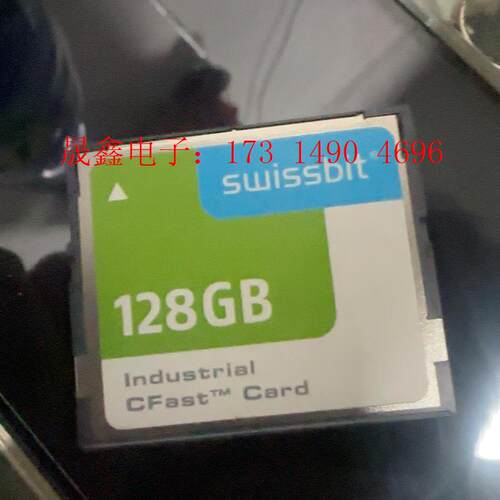 晟鑫电子：173 1490 4696
swissbit®
128GB
Industrial
CFast™ Card